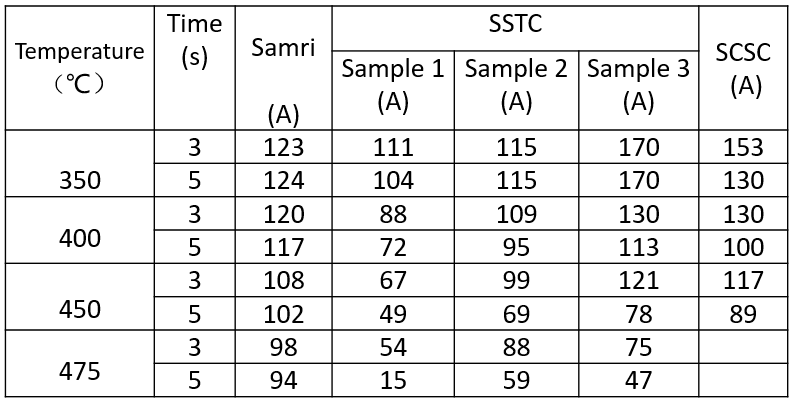 Temperature (℃) Time (s) Samri (A) SSTC SCSC (A)
Sample 1 (A) Sample 2 (A) Sample 3 (A)
350 3 123 111 115 170 153
5 124 104 115 170 130
400 3 120 88 109 130 130
5 117 72 95 113 100
450 3 108 67 99 121 117
5 102 49 69 78 89
475 3 98 54 88 75
5 94 15 59 47